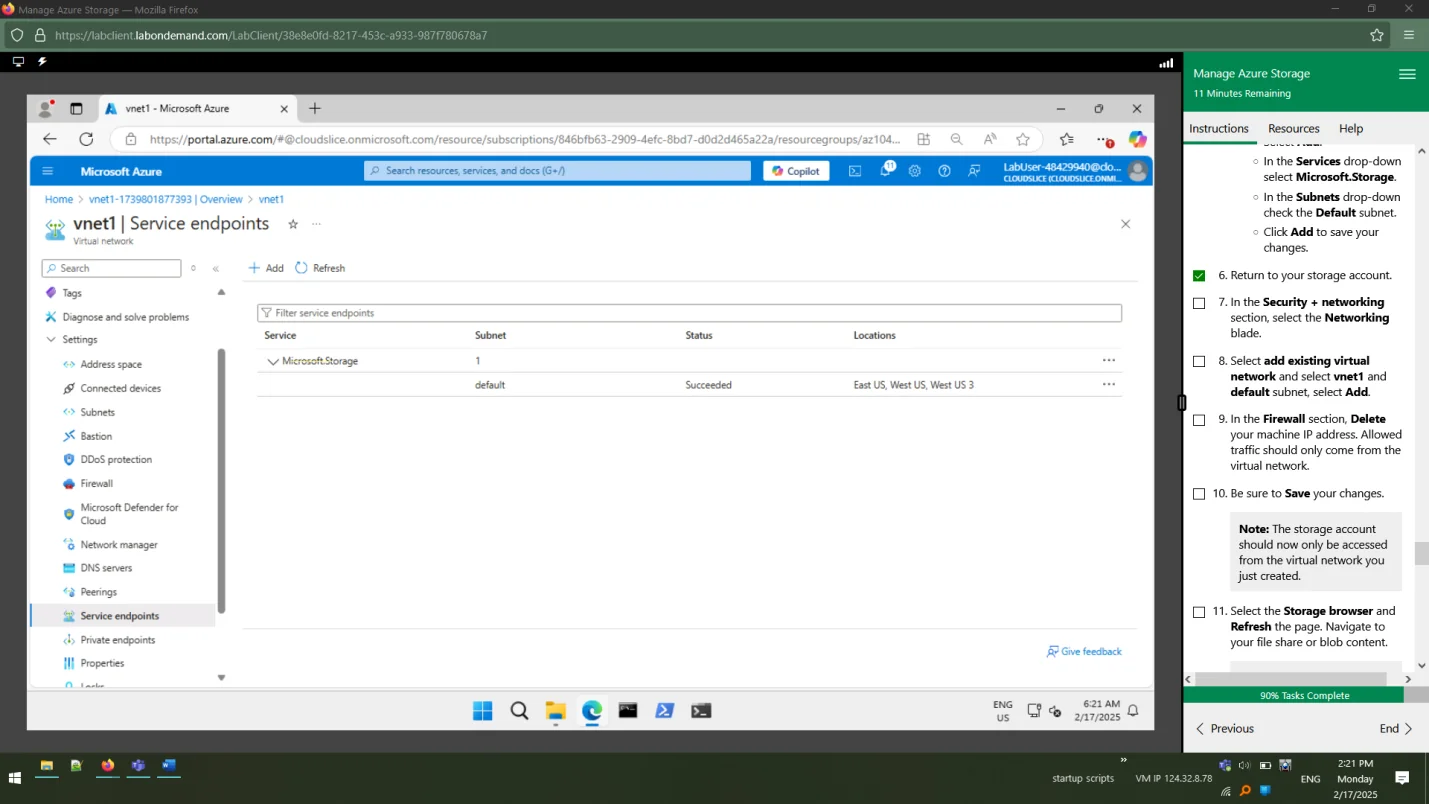 Manage Azure Storage — Mozilla Firefox
https://labclient.labondemand.com/LabClient/38e8e0fd-8217-453c-a933-987f780678a7
vnet1 - Microsoft Azure
https://portal.azure.com/#@cloudslice.onmicrosoft.com/resource/subscriptions/846bfb63-2909-4efc-8bd7-d0d2d465a22a/resourcegroups/az104...
Microsoft Azure
Search resources, services, and docs (G+/)
Copilot
11
LabUser-48429940@clo...
CLOUDSLICE (CLOUDSLICE.ONMI...
Home > vnet1-1739801877393 | Overview > vnet1
vnet1 | Service endpoints
Virtual network
Search
Add
Refresh
Tags
Diagnose and solve problems
Settings
Address space
Connected devices
Subnets
Bastion
DDoS protection
Firewall
Microsoft Defender for
Cloud
Network manager
DNS servers
Peerings
Service endpoints
Private endpoints
Properties
Locks
Filter service endpoints
Service Subnet Status Locations
Microsoft.Storage 1
default Succeeded East US, West US, West US 3
Give feedback
ENG
US
6:21 AM
2/17/2025
Manage Azure Storage
11 Minutes Remaining
Instructions Resources Help
Select Add.
In the Services drop-down
select Microsoft.Storage.
In the Subnets drop-down
check the Default subnet.
Click Add to save your
changes.
6. Return to your storage account.
7. In the Security + networking
section, select the Networking
blade.
8. Select add existing virtual
network and select vnet1 and
default subnet, select Add.
9. In the Firewall section, Delete
your machine IP address. Allowed
traffic should only come from the
virtual network.
10. Be sure to Save your changes.
Note: The storage account
should now only be accessed
from the virtual network you
just created.
11. Select the Storage browser and
Refresh the page. Navigate to
your file share or blob content.
90% Tasks Complete
Previous
End
startup scripts
VM IP 124.32.8.78
ENG
2:21 PM
Monday
2/17/2025